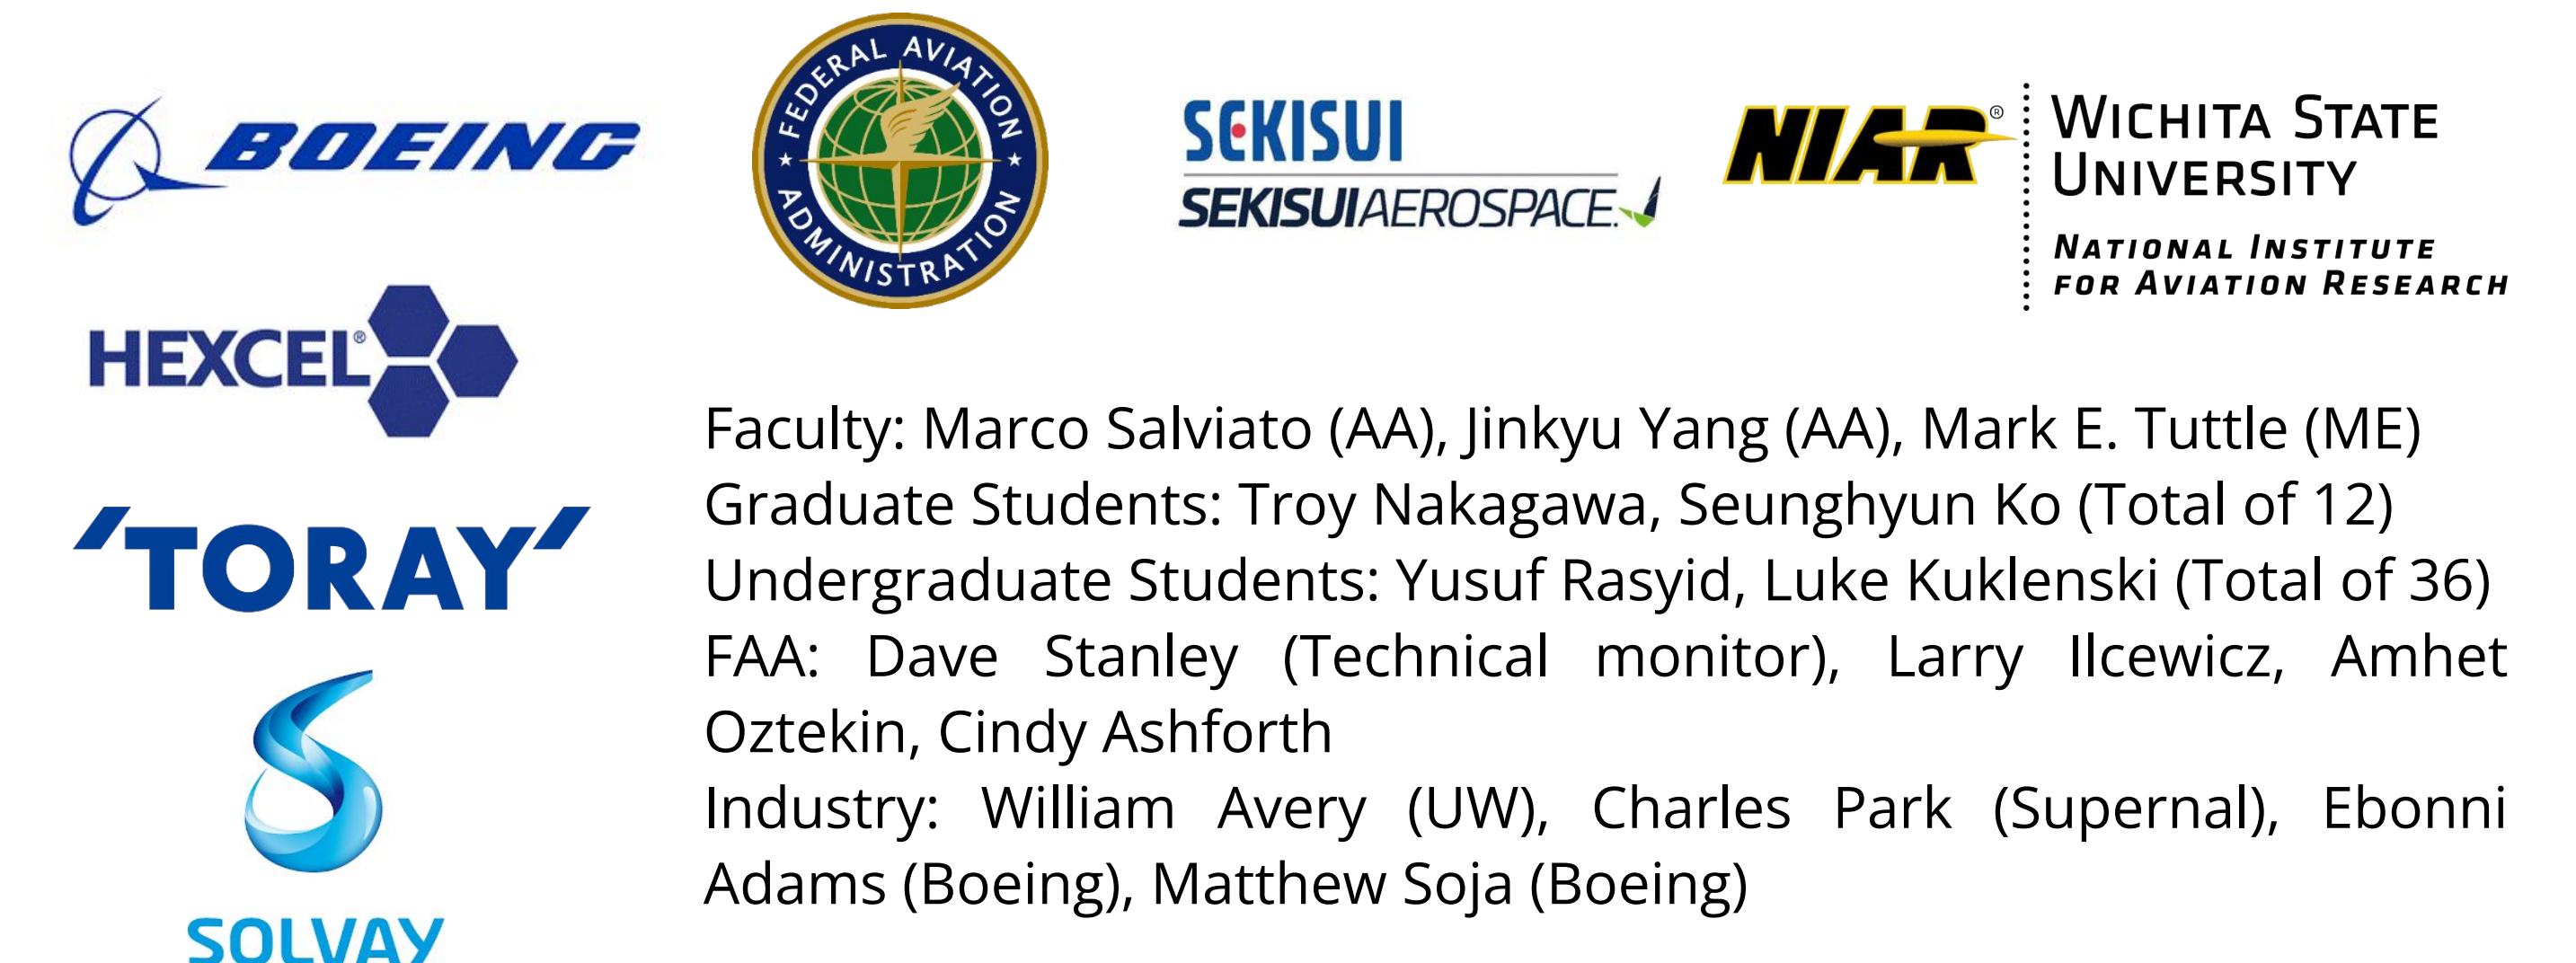 BOEING
FEDERAL AVIATION ADMINISTRATION
SEKISUI
SEKISUI AEROSPACE
NIAR®
WICHITA STATE
UNIVERSITY
NATIONAL INSTITUTE
FOR AVIATION RESEARCH
HEXCEL®
'TORAY'
SOLVAY
Faculty: Marco Salviato (AA), Jinkyu Yang (AA), Mark E. Tuttle (ME)
Graduate Students: Troy Nakagawa, Seunghyun Ko (Total of 12)
Undergraduate Students: Yusuf Rasyid, Luke Kuklenski (Total of 36)
FAA: Dave Stanley (Technical monitor), Larry Ilcewicz, Amhet
Oztekin, Cindy Ashforth
Industry: William Avery (UW), Charles Park (Supernal), Ebonni
Adams (Boeing), Matthew Soja (Boeing)